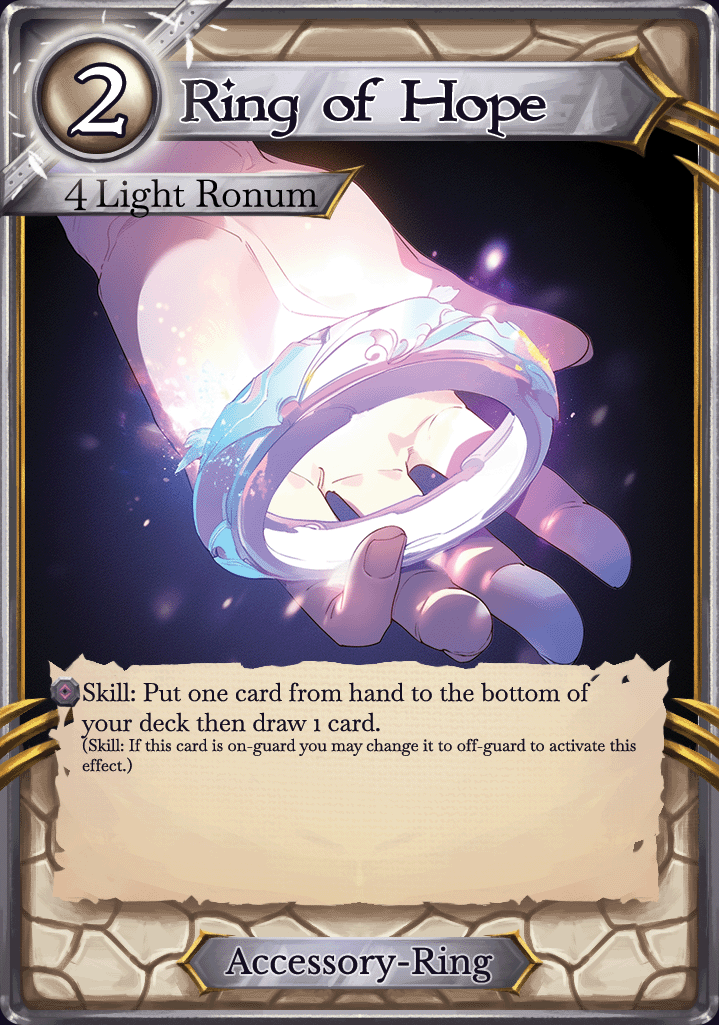 2
Ring of Hope
4 Light Ronum
Skill: Put one card from hand to the bottom of
your deck then draw 1 card.
(Skill: If this card is on-guard you may change it to off-guard to activate this
effect.)
Accessory-Ring